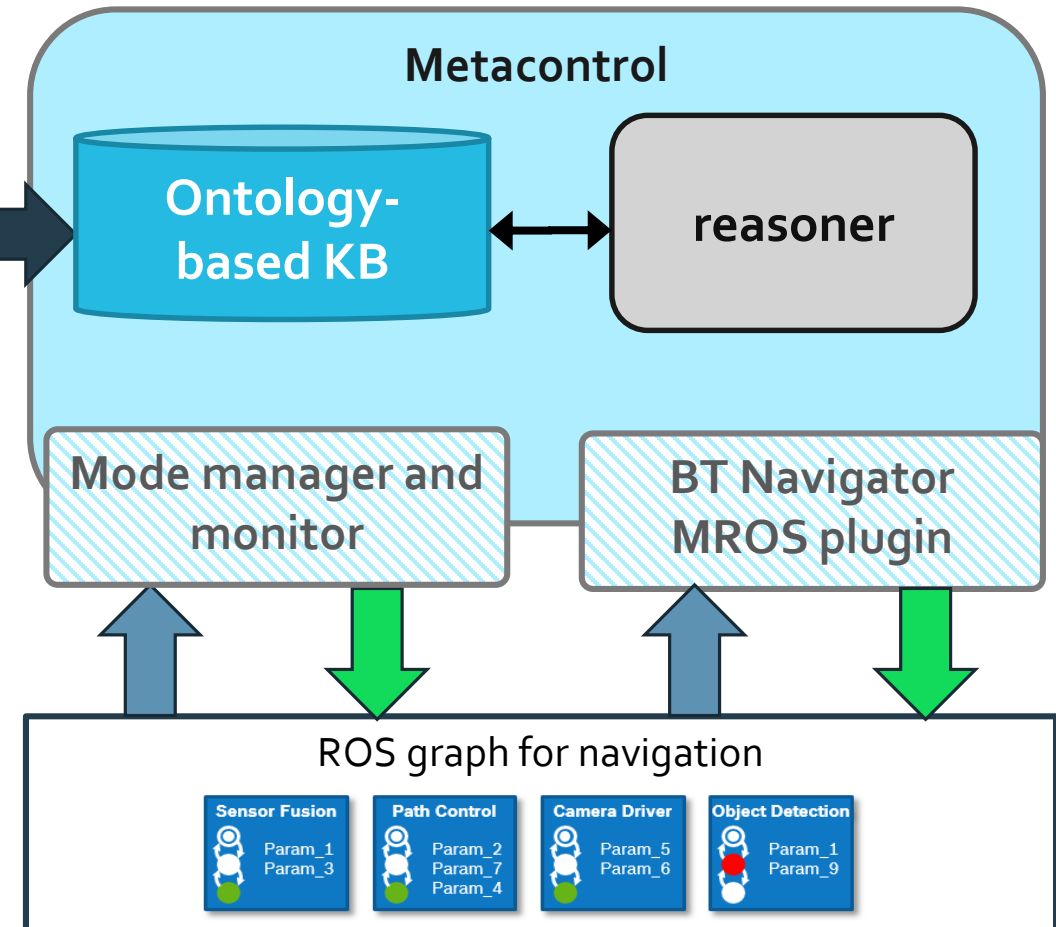 Metacontrol
Ontology-
based KB
reasoner
Mode manager and
monitor
BT Navigator
MROS plugin
ROS graph for navigation
Sensor Fusion
Param_1
Param_3
Path Control
Param_2
Param_7
Param_4
Camera Driver
Param_5
Param_6
Object Detection
Param_1
Param_9